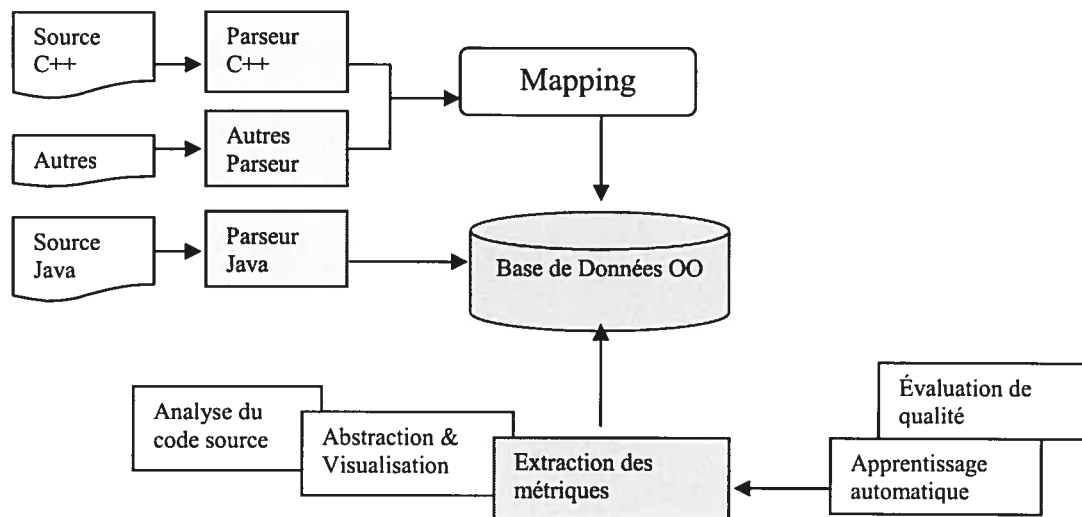 Source
C++
Parseur
C++
Mapping
Autres
Autres
Parseur
Source
Java
Parseur
Java
Base de Données OO
Analyse du
code source
Abstraction &
Visualisation
Extraction des
métriques
Évaluation de
qualité
Apprentissage
automatique